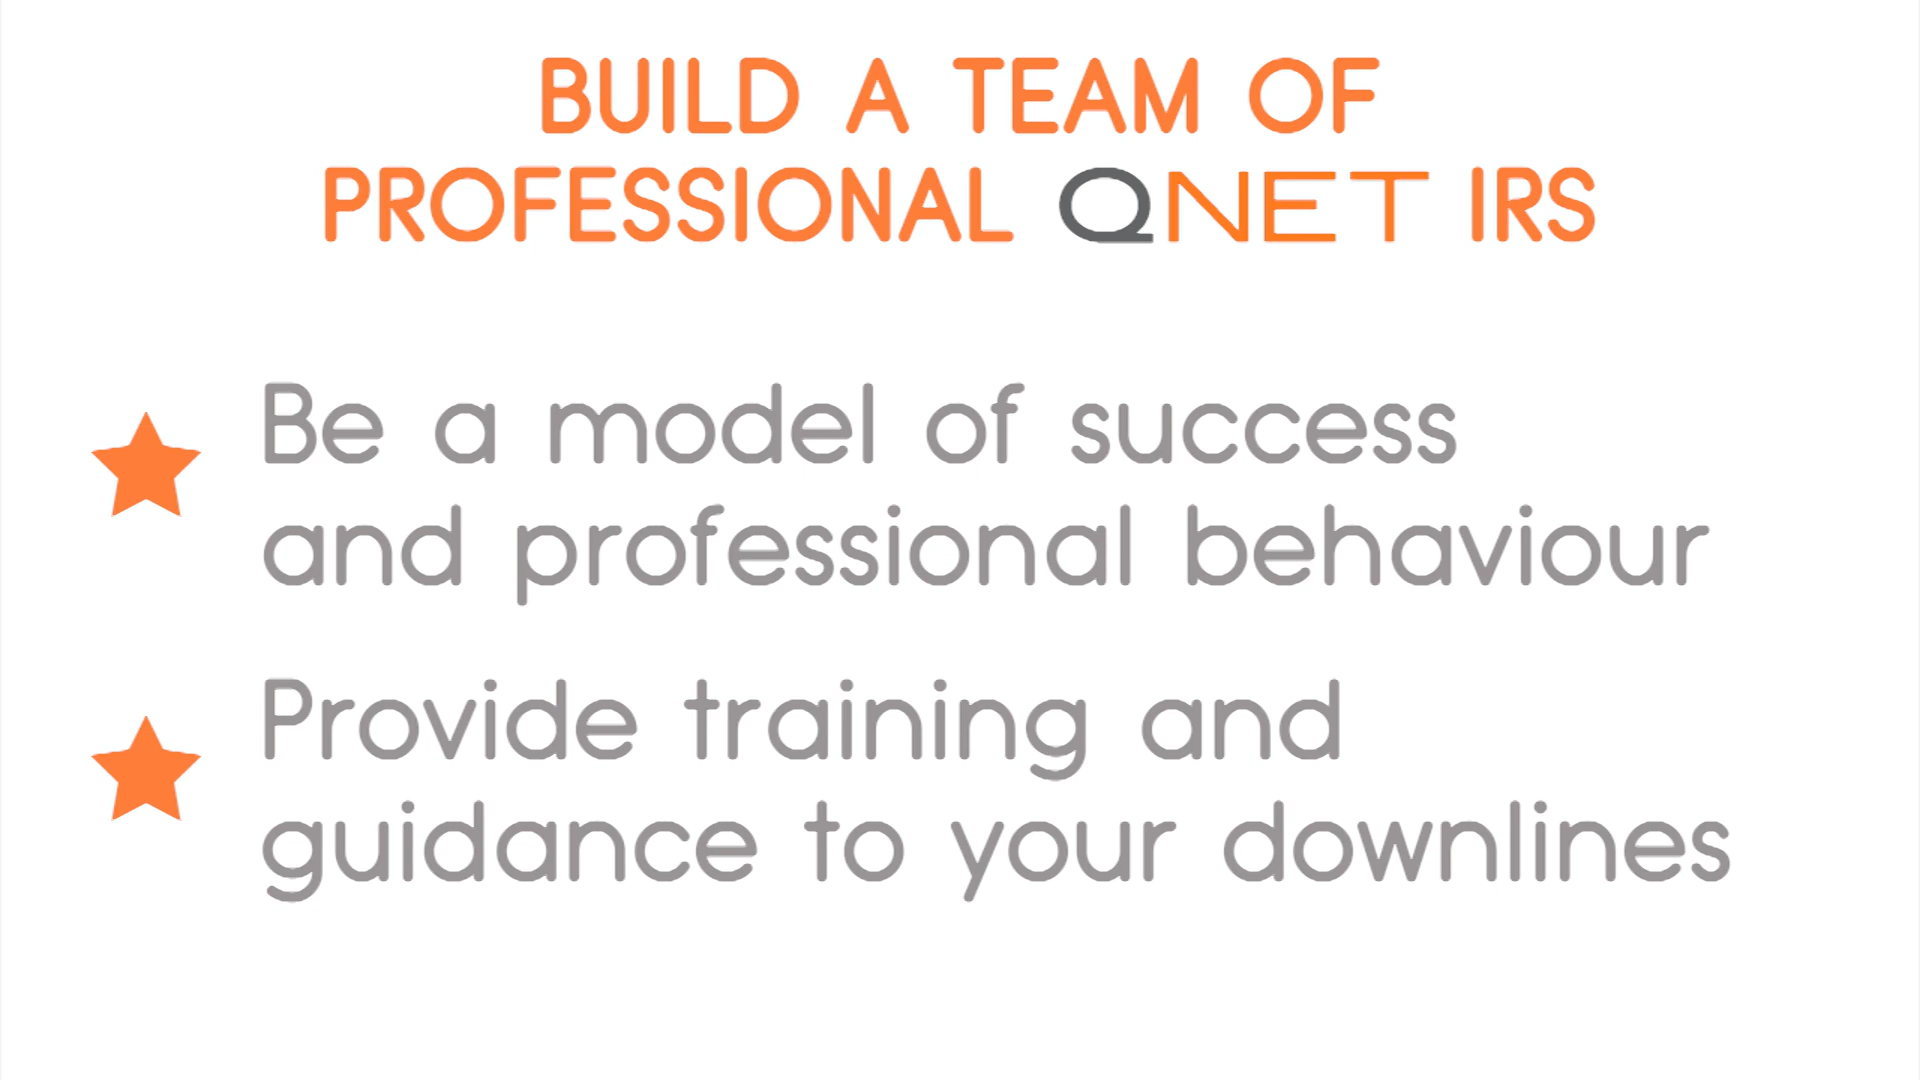 BUILD A TEAM OF
PROFESSIONAL QNET IRS
Be a model of success
and professional behaviour
Provide training and
guidance to your downlines